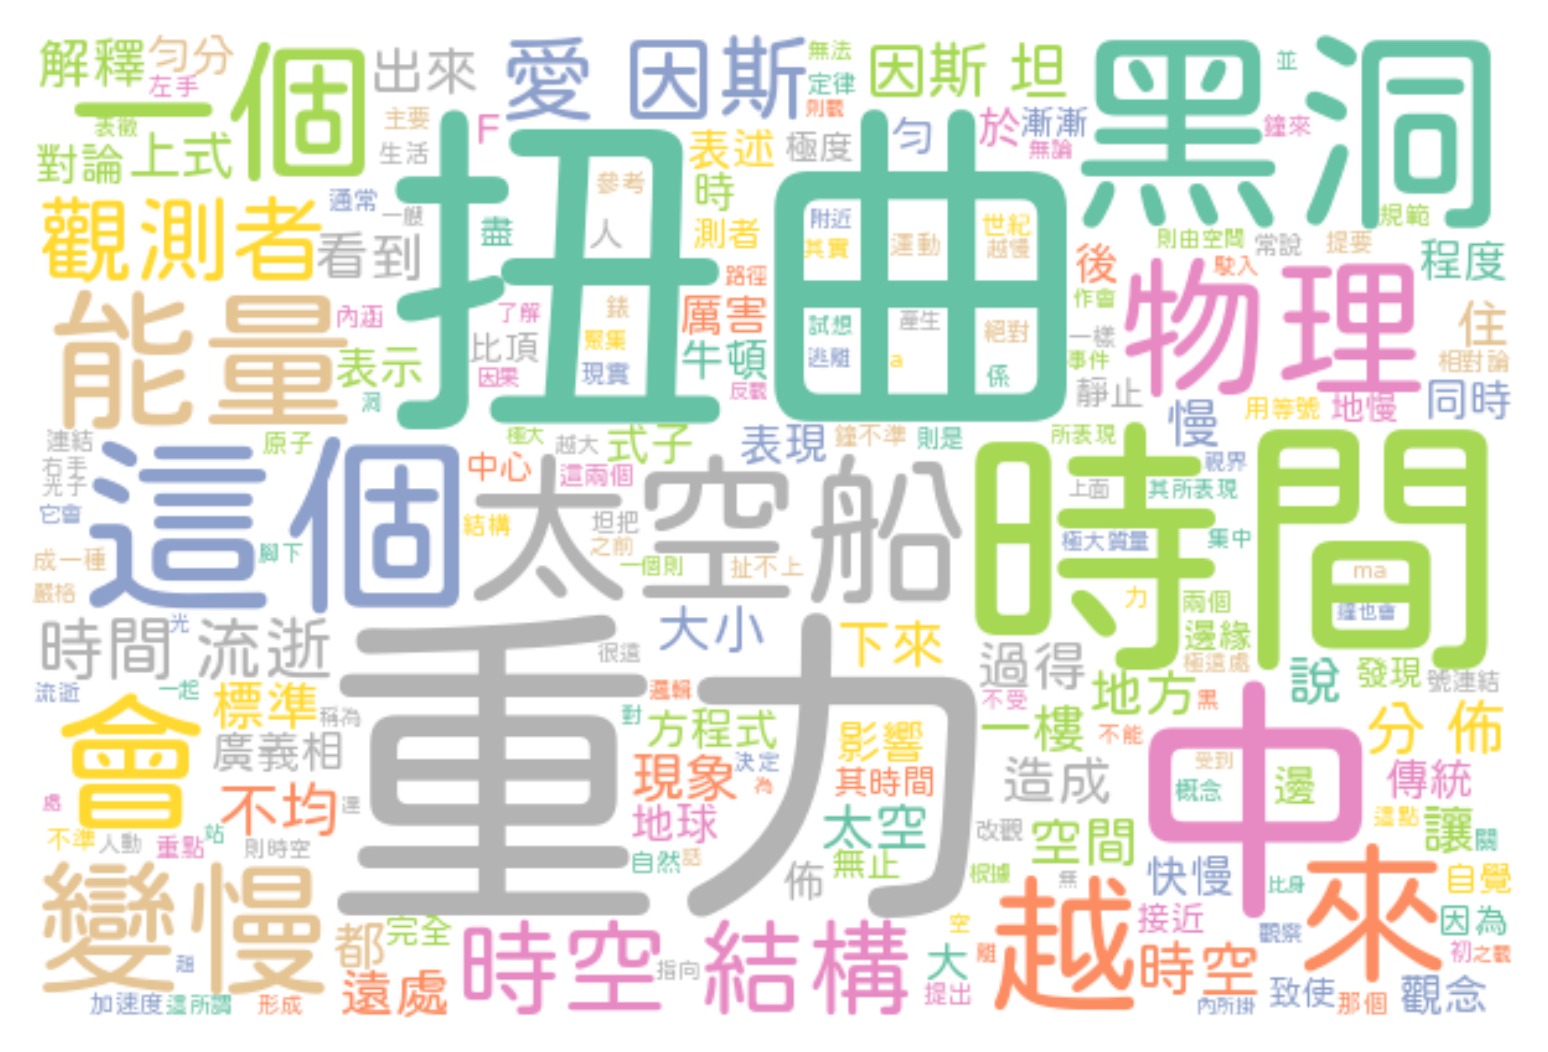 解釋
勻分
左手
一個
出來
愛 因斯
無法
定律
則觀
因斯 坦
黑洞
並
表徵
對論
上式
主要
生活
F
扭曲
表述
極度
時
勻
於
漸漸
無論
鐘來
觀測者
通常
一艘
看到
盡
參考
人
測者
附近
其實
運動
世紀
越慢
後
則由空間
常說
提要
規範
程度
能量
內涵
表示
洞
了解
比頂
因果
錶
聚集
現實
路徑
厲害
牛頓
反觀
試想
逃離
產生
a
絕對
係
作會
駛入
一樣
事件
靜止
物理
住
相對論
慢
用等號
地慢
同時
連結
右手
光子
它會
原子
這個
中心
極大
越大
式子
這兩個
表現
鐘不準
則是
所表現
太空船
結構
坦把
之前
一個則
扯不上
時間
上面
視界
其所表現
極大質量
集中
ma
鐘也會
力
兩個
邊緣
成一種
嚴格
腳下
時間 流逝
光
重力
很遠
大小
下來
過得
極遠處
地方
說
發現
號連結
流逝
一起
會
標準
稱為
廣義相
邏輯
對
方程式
影響
不受
一樓
黑
不能
中
分 佈
處
不均
達
現象
決定
為
其時間
造成
受到
概念
邊
傳統
不準
人動
重點
站
則時空
地球
太空
改觀
空間
這點
讓
關
自然
話
佈
無止
根據
無
快慢
比身
來
自覺
變慢
越
都
完全
遠處
時空 結構
指向
空
大
提出
離
越
接近
時空
觀察
因為
初之觀
加速度
這所謂
形成
內所掛
致使
那個
觀念